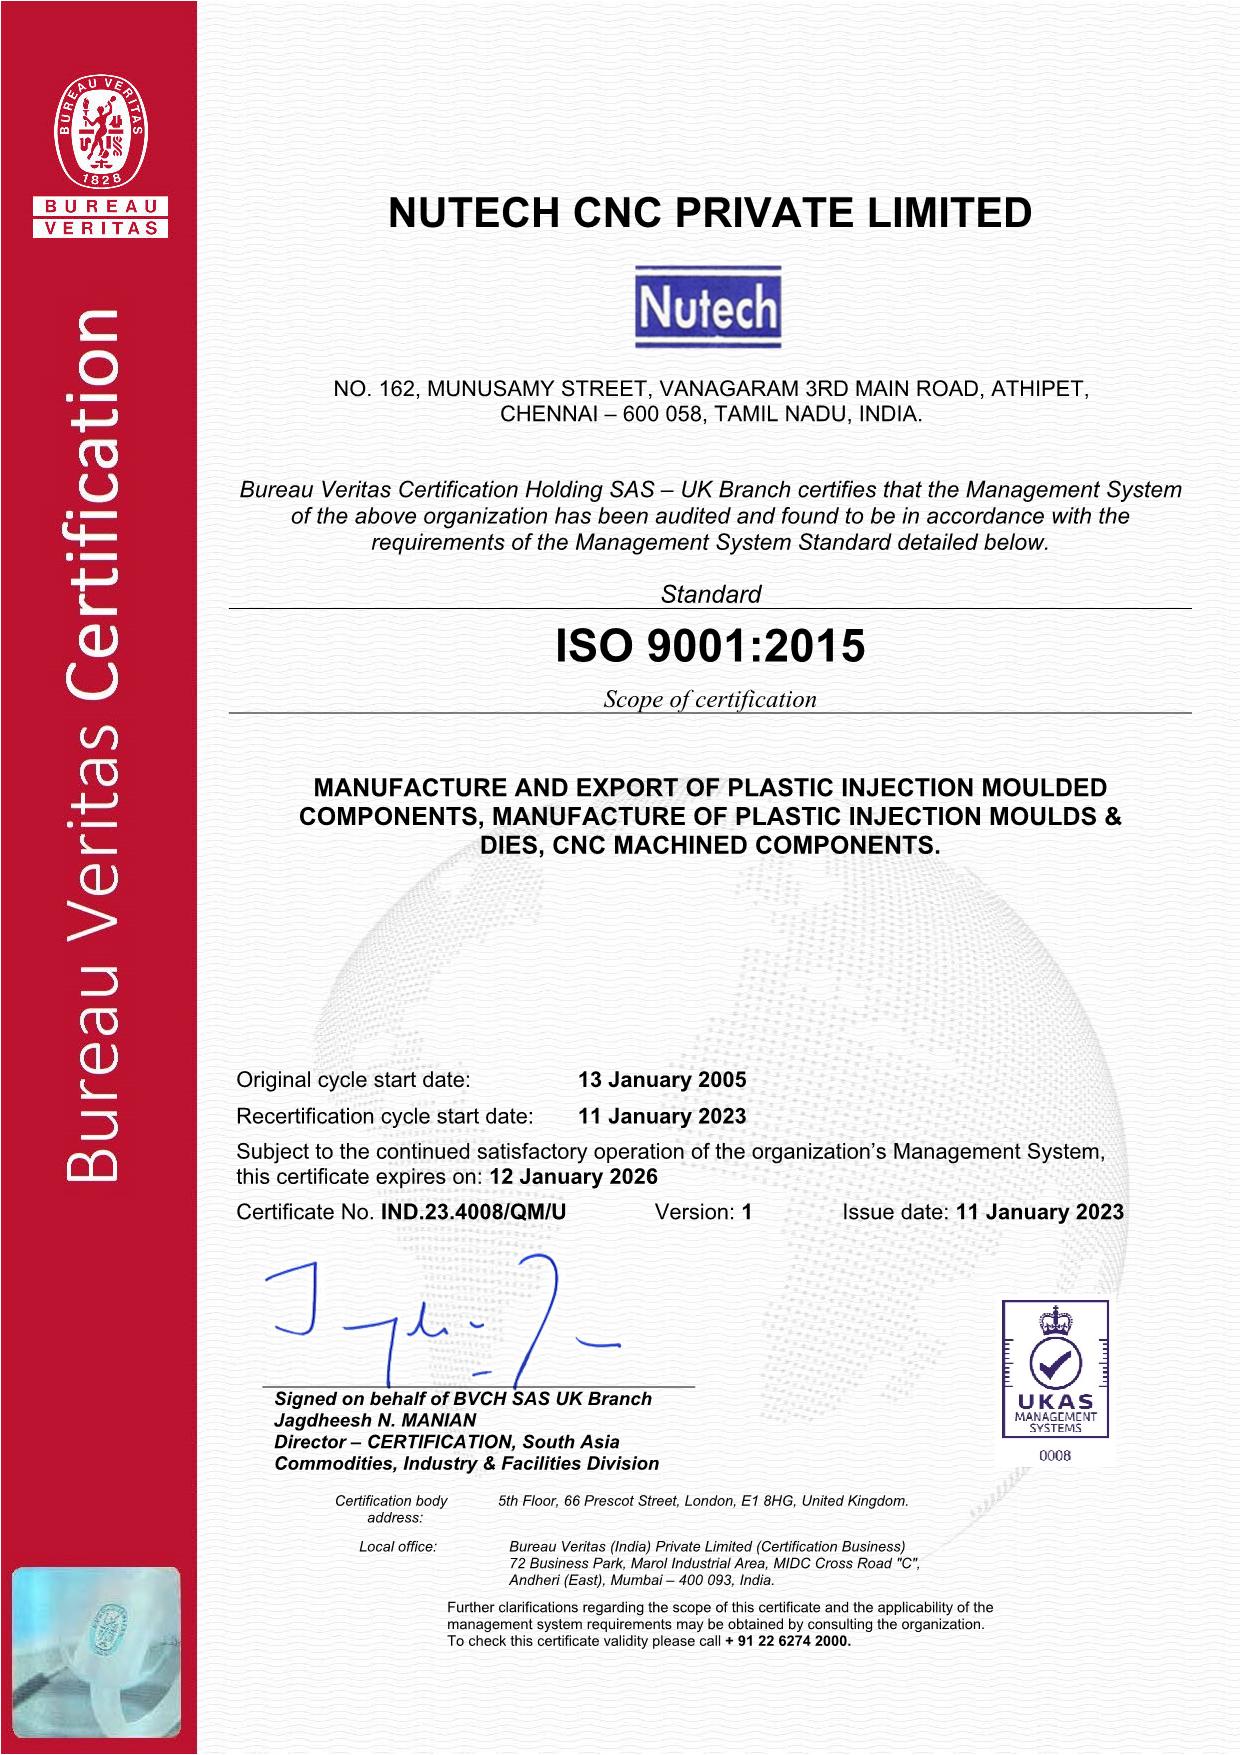 BUREAU VERITAS
1828
BUREAU
VERITAS
Bureau Veritas Certification
NUTECH CNC PRIVATE LIMITED
Nutech
NO. 162, MUNUSAMY STREET, VANAGARAM 3RD MAIN ROAD, ATHIPET,
CHENNAI – 600 058, TAMIL NADU, INDIA.
Bureau Veritas Certification Holding SAS – UK Branch certifies that the Management System
of the above organization has been audited and found to be in accordance with the
requirements of the Management System Standard detailed below.
Standard
ISO 9001:2015
Scope of certification
MANUFACTURE AND EXPORT OF PLASTIC INJECTION MOULDED
COMPONENTS, MANUFACTURE OF PLASTIC INJECTION MOULDS &
DIES, CNC MACHINED COMPONENTS.
Original cycle start date: 13 January 2005
Recertification cycle start date: 11 January 2023
Subject to the continued satisfactory operation of the organization’s Management System,
this certificate expires on: 12 January 2026
Certificate No. IND.23.4008/QM/U Version: 1 Issue date: 11 January 2023
Signed on behalf of BVCH SAS UK Branch
Jagdheesh N. MANIAN
Director – CERTIFICATION, South Asia
Commodities, Industry & Facilities Division
UKAS
MANAGEMENT
SYSTEMS
0008
Certification body 5th Floor, 66 Prescot Street, London, E1 8HG, United Kingdom.
address:
Local office: Bureau Veritas (India) Private Limited (Certification Business)
72 Business Park, Marol Industrial Area, MIDC Cross Road "C",
Andheri (East), Mumbai – 400 093, India.
Further clarifications regarding the scope of this certificate and the applicability of the
management system requirements may be obtained by consulting the organization.
To check this certificate validity please call + 91 22 6274 2000.